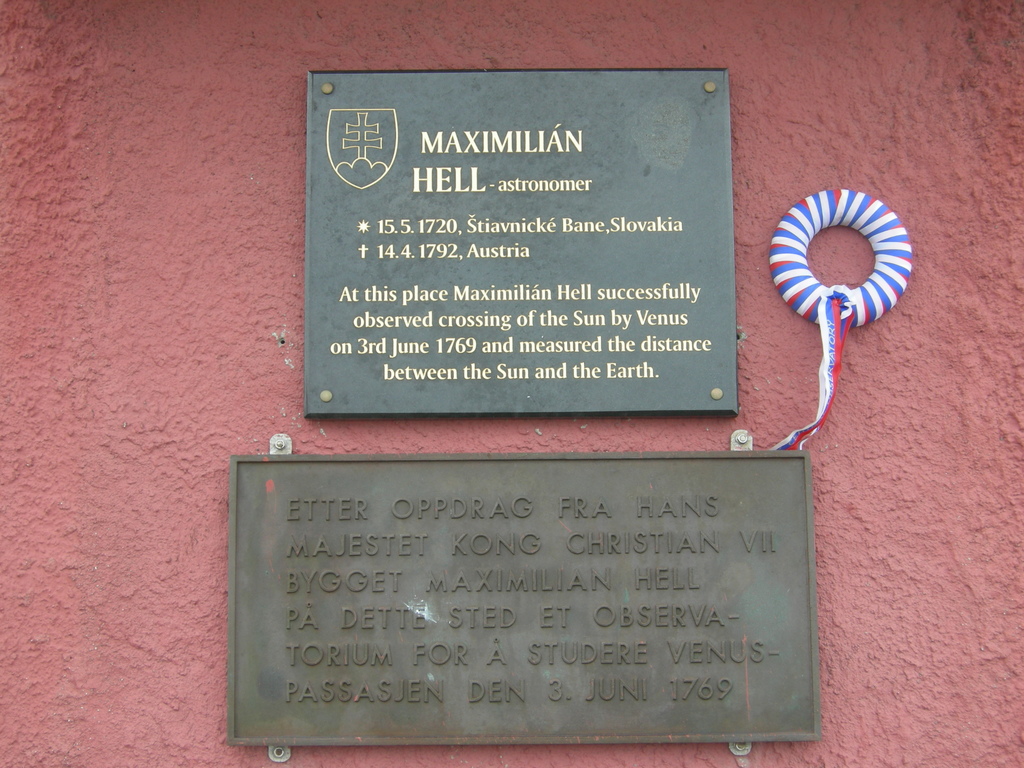 MAXIMILIÁN
HELL - astronomer
✷ 15.5.1720, Štiavnické Bane,Slovakia
† 14.4.1792, Austria
At this place Maximilián Hell successfully
observed crossing of the Sun by Venus
on 3rd June 1769 and measured the distance
between the Sun and the Earth.
ETTER OPPDRAG FRA HANS
MAJESTET KONG CHRISTIAN VII
BYGGET MAXIMILIAN HELL
PÅ DETTE STED ET OBSERVA-
TORIUM FOR Å STUDERE VENUS-
PASSASJEN DEN 3. JUNI 1769